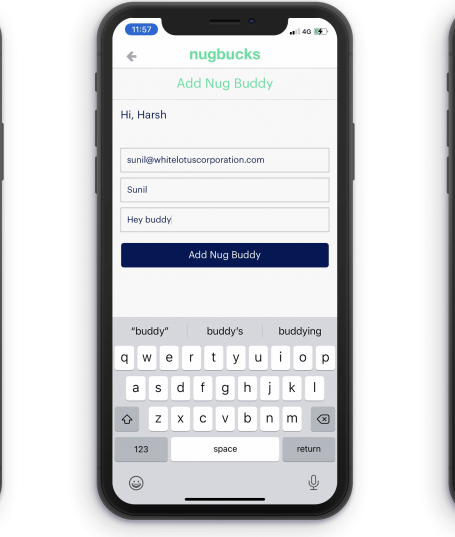 11:57
4G
nugbucks
Add Nug Buddy
Hi, Harsh
sunil@whitelotuscorporation.com
Sunil
Hey buddy
Add Nug Buddy
“buddy” buddy's buddying
q w e r t y u i o p
a s d f g h j k l
z x c v b n m
123 space return